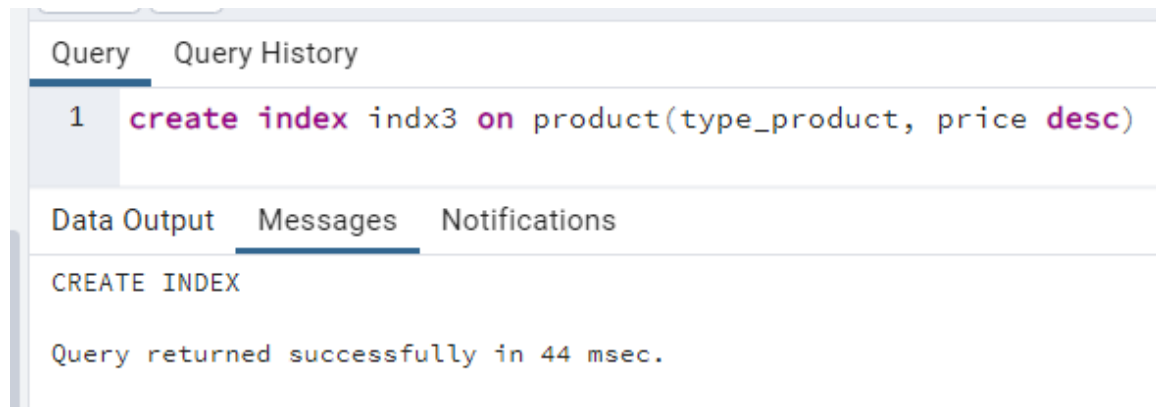 Query Query History
1 create index indx3 on product(type_product, price desc)
Data Output Messages Notifications
CREATE INDEX
Query returned successfully in 44 msec.